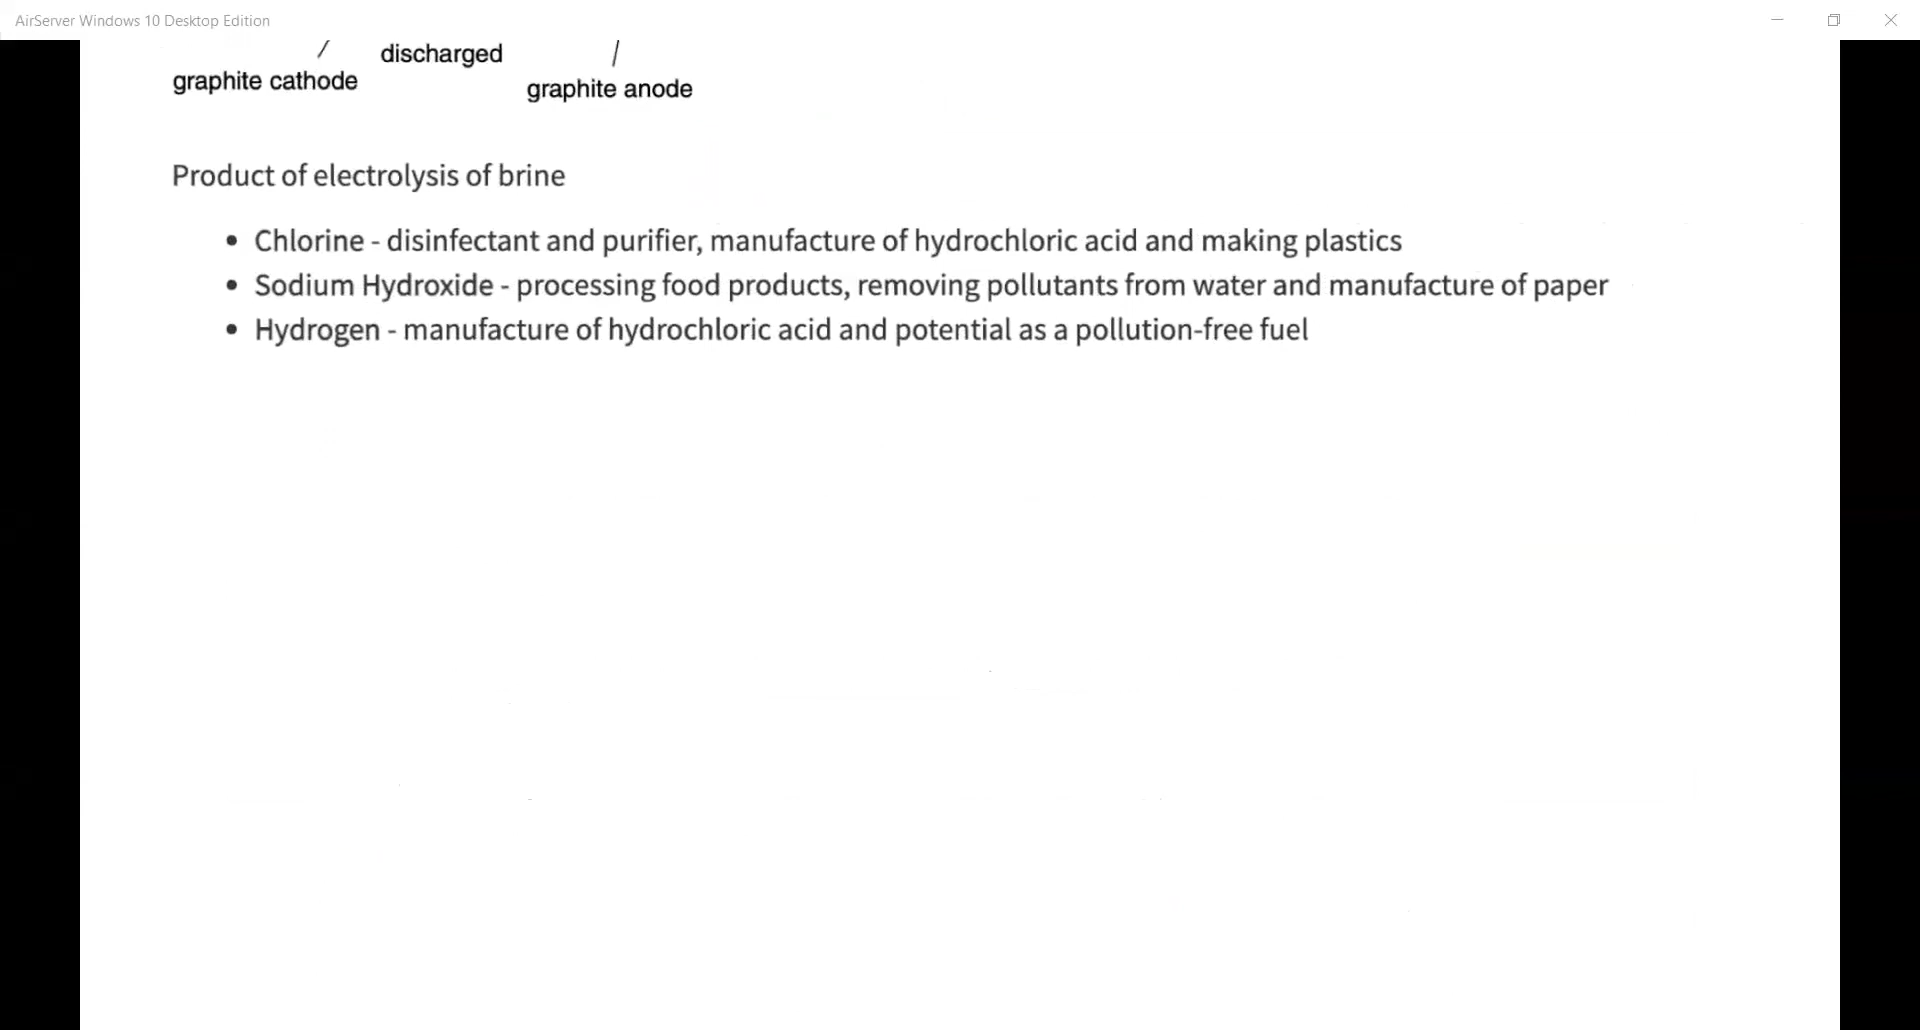 AirServer Windows 10 Desktop Edition
discharged
graphite cathode
graphite anode
Product of electrolysis of brine
• Chlorine - disinfectant and purifier, manufacture of hydrochloric acid and making plastics
• Sodium Hydroxide - processing food products, removing pollutants from water and manufacture of paper
• Hydrogen - manufacture of hydrochloric acid and potential as a pollution-free fuel